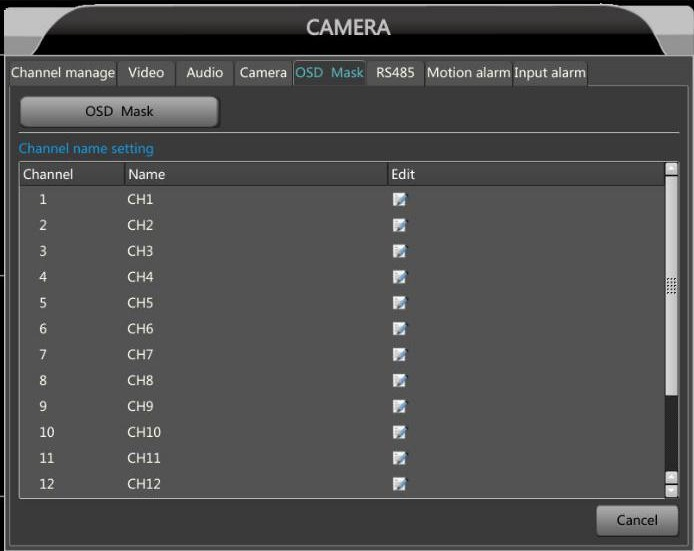 CAMERA
Channel manage Video Audio Camera OSD Mask RS485 Motion alarm Input alarm
OSD Mask
Channel name setting
Channel Name Edit
1 CH1
2 CH2
3 CH3
4 CH4
5 CH5
6 CH6
7 CH7
8 CH8
9 CH9
10 CH10
11 CH11
12 CH12
Cancel